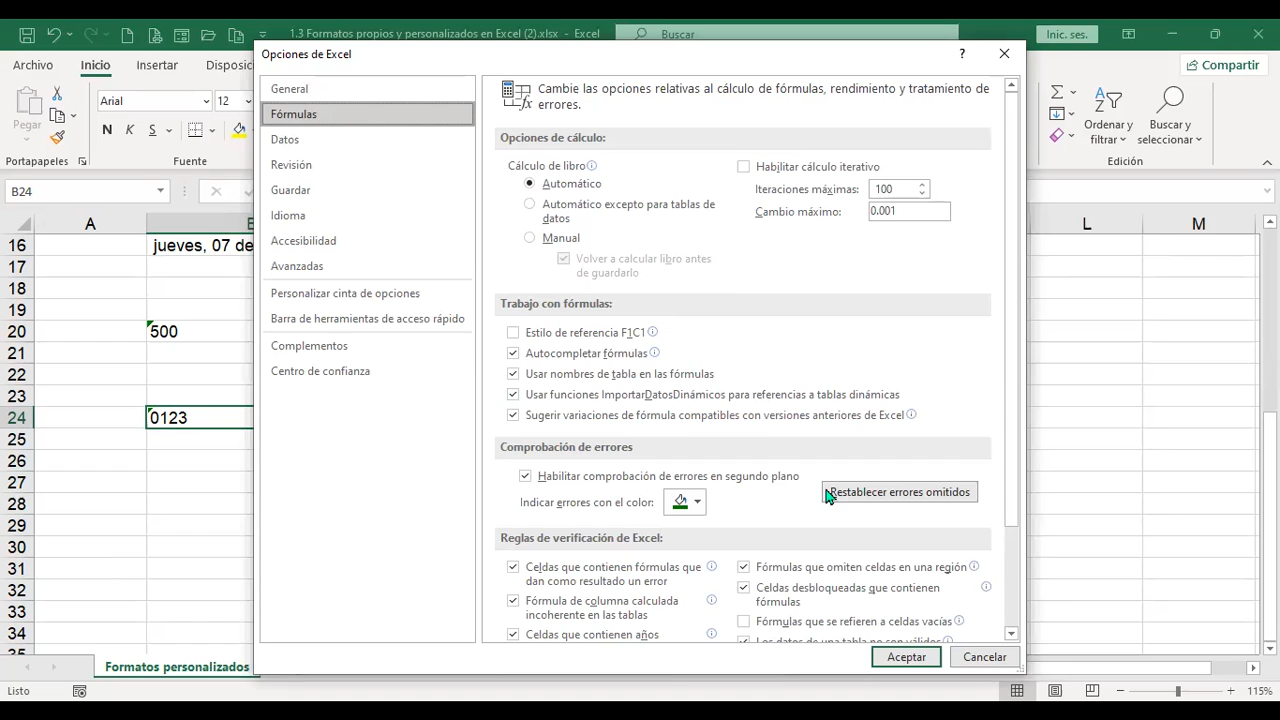 1.3 Formatos propios y personalizados en Excel (2).xlsx - Excel
Buscar
Inic. ses.
Archivo
Inicio
Insertar
Disposi
Compartir
Pegar
Arial
12
N K S
Portapapeles
Fuente
Ordenar y
filtrar
Buscar y
seleccionar
Edición
B24
A
B
L
M
16
17
18
19
20
21
22
23
24
25
26
27
28
29
30
31
32
33
34
jueves, 07 de
500
0123
Opciones de Excel
?
General
Fórmulas
Datos
Revisión
Guardar
Idioma
Accesibilidad
Avanzadas
Personalizar cinta de opciones
Barra de herramientas de acceso rápido
Complementos
Centro de confianza
Cambie las opciones relativas al cálculo de fórmulas, rendimiento y tratamiento de
errores.
Opciones de cálculo:
Cálculo de libro
Automático
Automático excepto para tablas de
datos
Manual
Volver a calcular libro antes
de guardarlo
Habilitar cálculo iterativo
Iteraciones máximas: 100
Cambio máximo: 0.001
Trabajo con fórmulas:
Estilo de referencia F1C1
Autocompletar fórmulas
Usar nombres de tabla en las fórmulas
Usar funciones ImportarDatosDinámicos para referencias a tablas dinámicas
Sugerir variaciones de fórmula compatibles con versiones anteriores de Excel
Comprobación de errores
Habilitar comprobación de errores en segundo plano
Indicar errores con el color:
Restablecer errores omitidos
Reglas de verificación de Excel:
Celdas que contienen fórmulas que
dan como resultado un error
Fórmula de columna calculada
incoherente en las tablas
Celdas que contienen años
Fórmulas que omiten celdas en una región
Celdas desbloqueadas que contienen
fórmulas
Fórmulas que se refieren a celdas vacías
Los datos de una tabla no son válidos
Aceptar
Cancelar
Formatos personalizados
Listo
115%